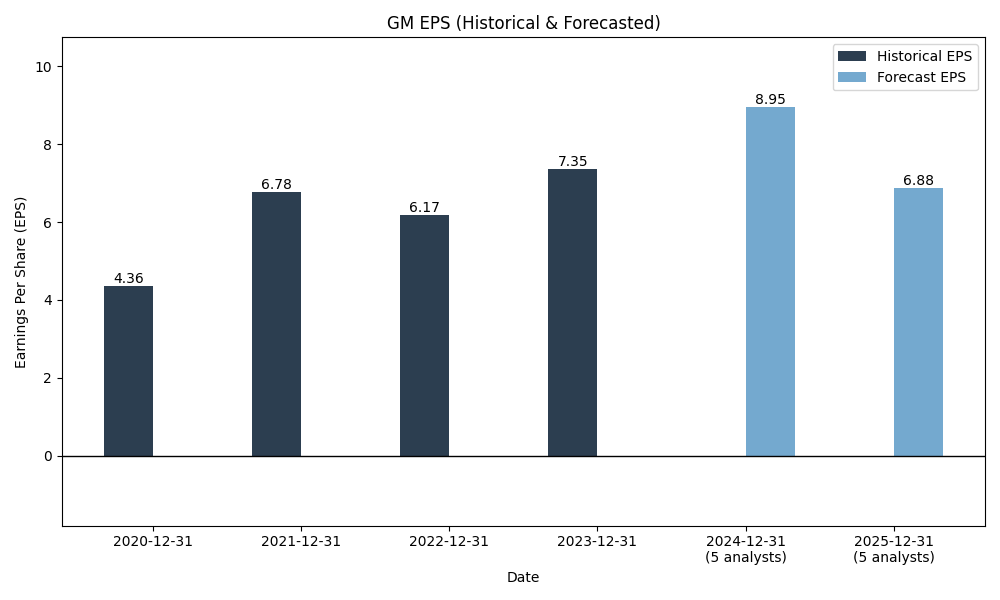 GM EPS (Historical & Forecasted)
Historical EPS
Forecast EPS
Earnings Per Share (EPS)
10
8
6
4
2
0
4.36
6.78
6.17
7.35
8.95
6.88
2020-12-31
2021-12-31
2022-12-31
2023-12-31
2024-12-31
(5 analysts)
2025-12-31
(5 analysts)
Date